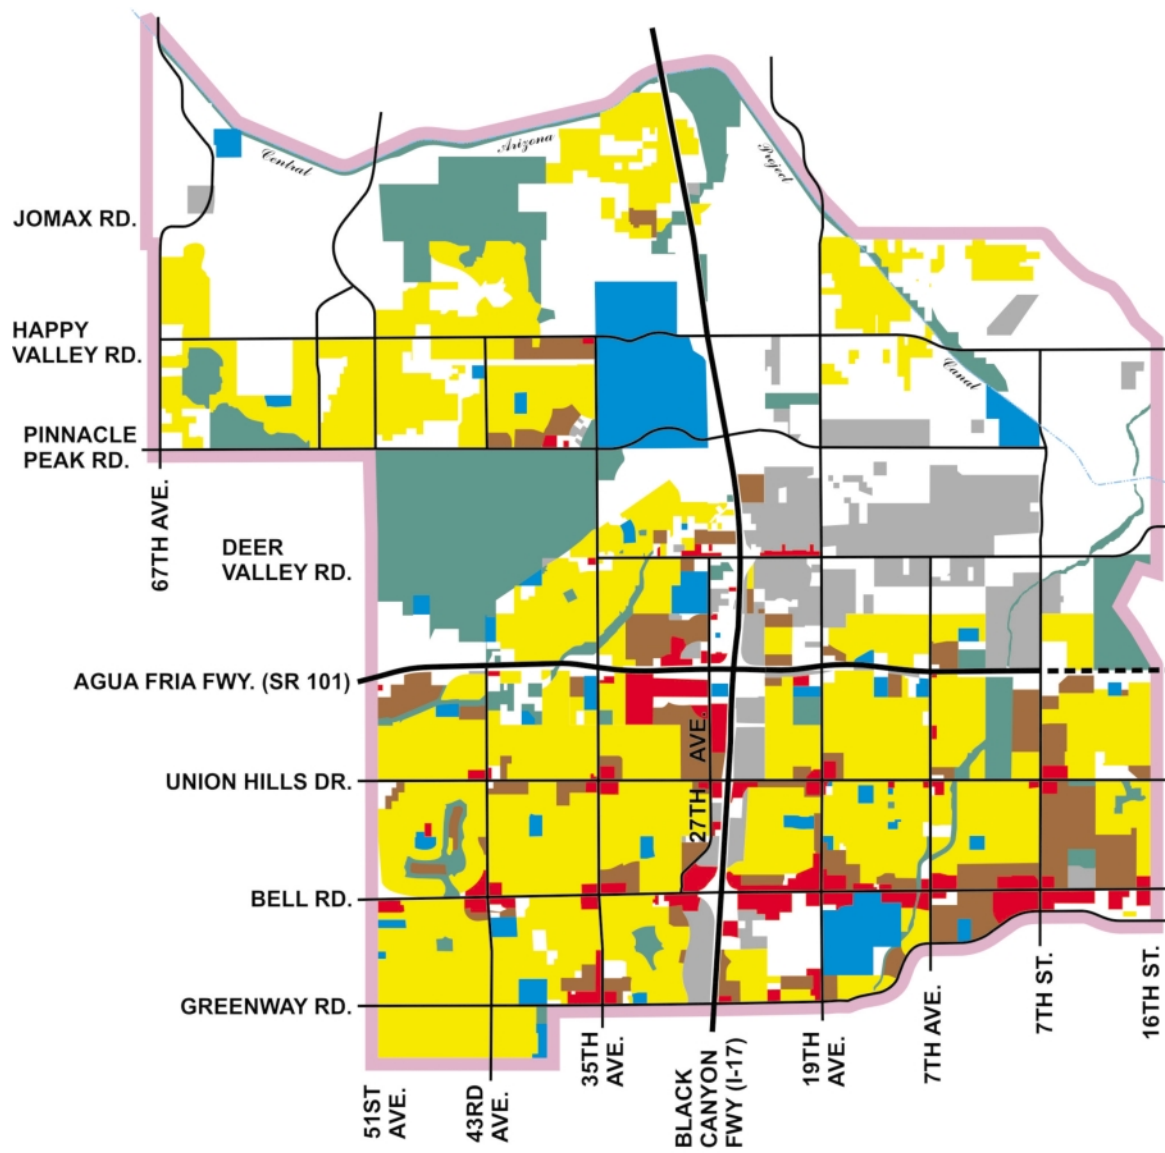 Central
Arizona
Project
JOMAX RD.
HAPPY
VALLEY RD.
Canal
PINNACLE
PEAK RD.
67TH AVE.
DEER
VALLEY RD.
AGUA FRIA FWY. (SR 101)
27TH AVE.
UNION HILLS DR.
BELL RD.
GREENWAY RD.
51ST
AVE.
43RD
AVE.
35TH
AVE.
BLACK
CANYON
FWY (I-17)
19TH
AVE.
7TH AVE.
7TH ST.
16TH ST.